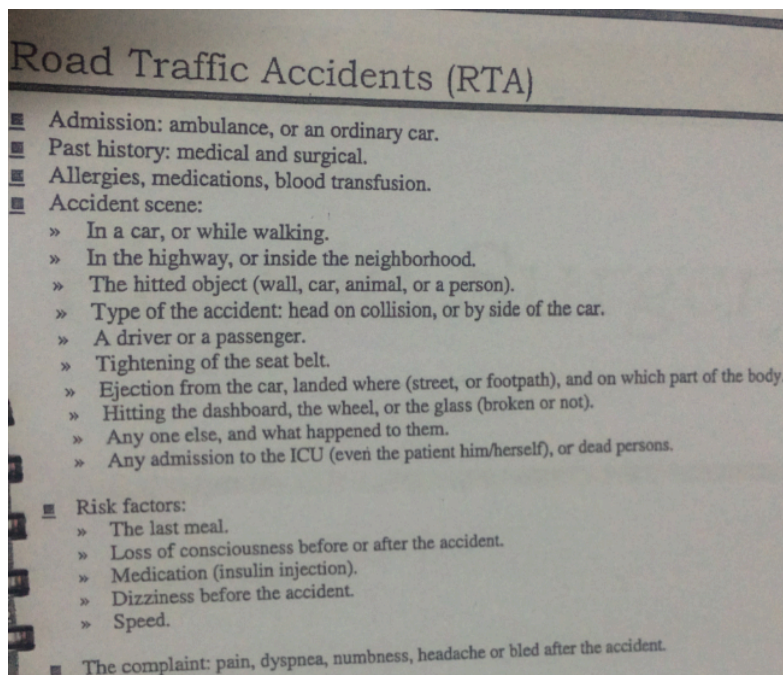 Road Traffic Accidents (RTA)
Admission: ambulance, or an ordinary car.
Past history: medical and surgical.
Allergies, medications, blood transfusion.
Accident scene:
» In a car, or while walking.
» In the highway, or inside the neighborhood.
» The hitted object (wall, car, animal, or a person).
» Type of the accident: head on collision, or by side of the car.
» A driver or a passenger.
» Tightening of the seat belt.
» Ejection from the car, landed where (street, or footpath), and on which part of the body.
» Hitting the dashboard, the wheel, or the glass (broken or not).
» Any one else, and what happened to them.
» Any admission to the ICU (even the patient him/herself), or dead persons.
Risk factors:
» The last meal.
» Loss of consciousness before or after the accident.
» Medication (insulin injection).
» Dizziness before the accident.
» Speed.
The complaint: pain, dyspnea, numbness, headache or bled after the accident.